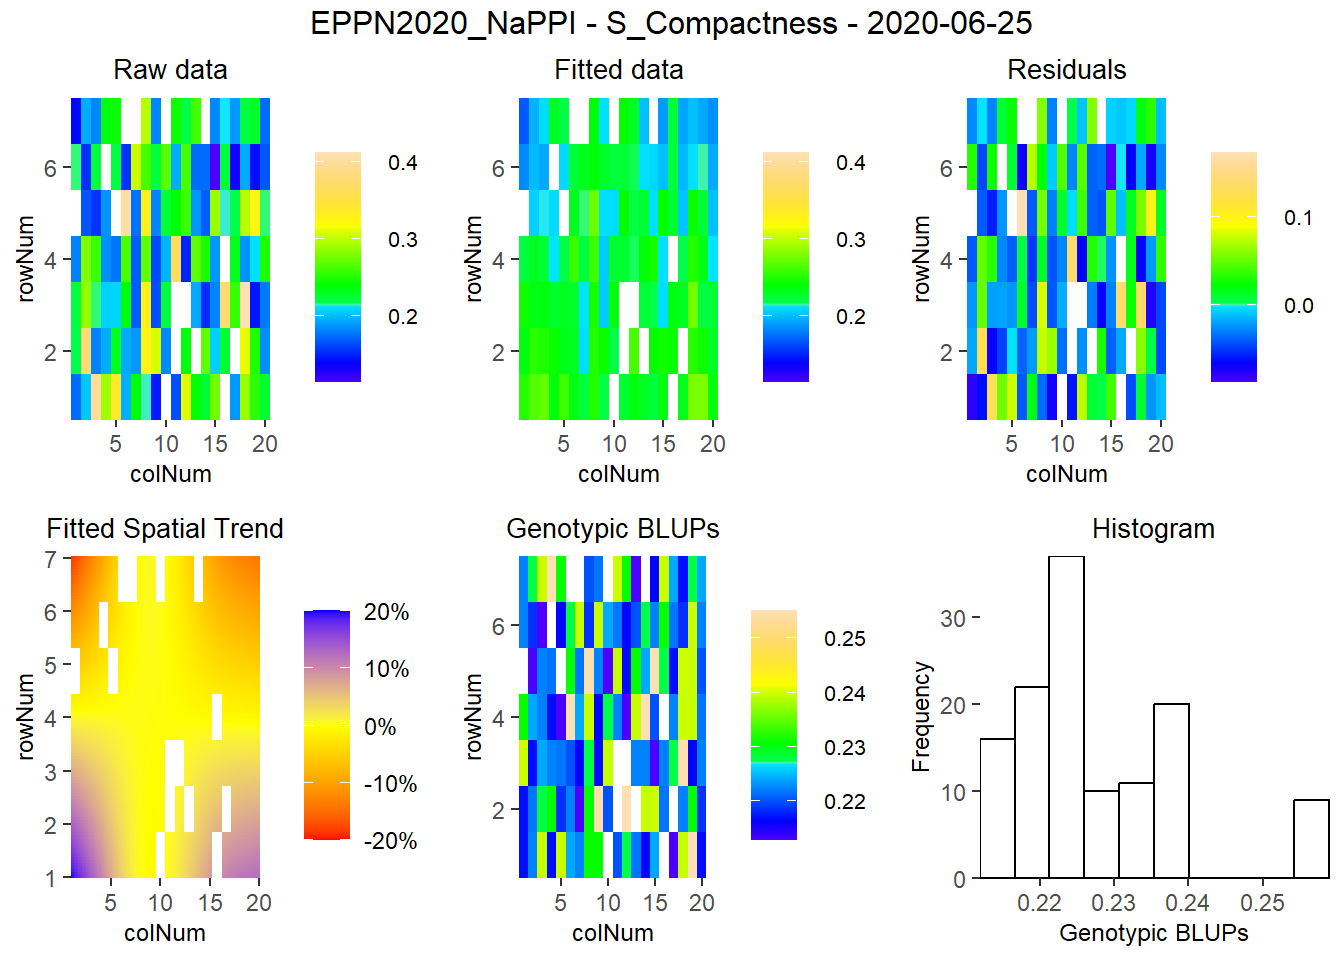 EPPN2020_NaPPI - S_Compactness - 2020-06-25
Raw data
Fitted data
Residuals
rowNum
6
4
2
5 10 15 20
colNum
0.4
0.3
0.2
rowNum
6
4
2
5 10 15 20
colNum
0.4
0.3
0.2
rowNum
6
4
2
5 10 15 20
colNum
0.1
0.0
Fitted Spatial Trend
Genotypic BLUPs
Histogram
rowNum
7
6
5
4
3
2
1
5 10 15 20
colNum
20%
10%
0%
-10%
-20%
rowNum
6
4
2
5 10 15 20
colNum
0.25
0.24
0.23
0.22
Frequency
30
20
10
0
0.22 0.23 0.24 0.25
Genotypic BLUPs